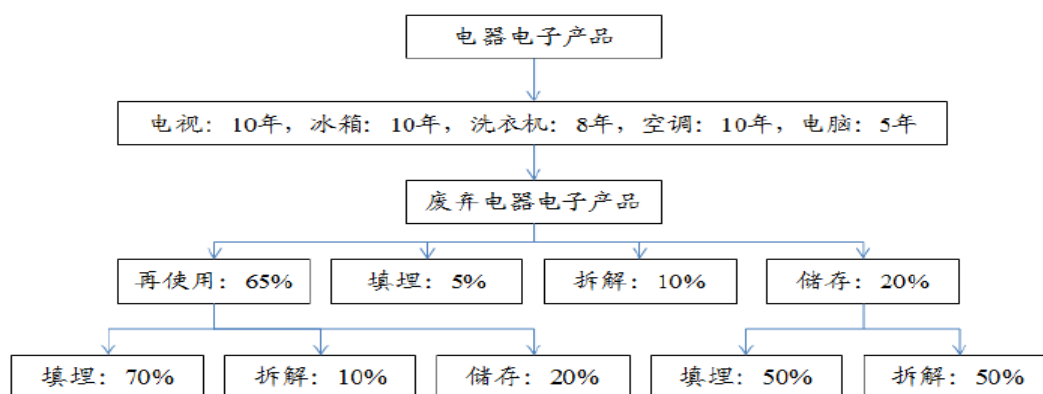 电器电子产品
电视：10年，冰箱：10年，洗衣机：8年，空调：10年，电脑：5年
废弃电器电子产品
再使用：65%
填埋：5%
拆解：10%
储存：20%
填埋：70%
拆解：10%
储存：20%
填埋：50%
拆解：50%